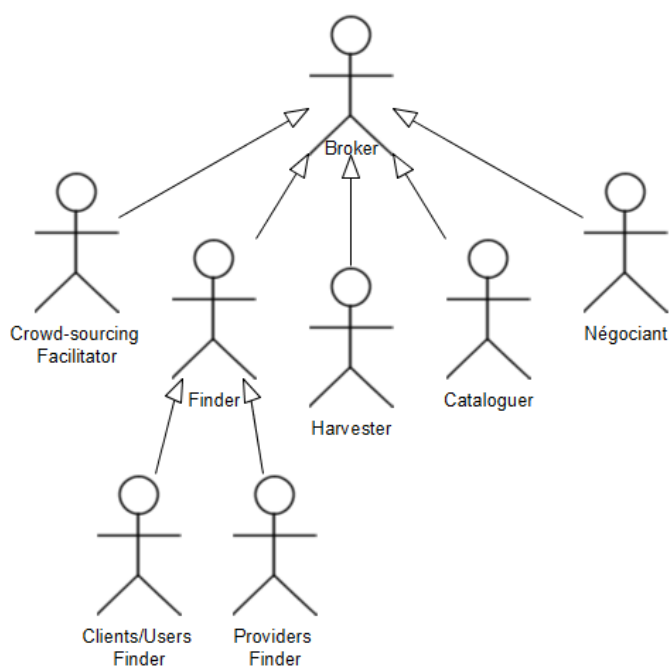 Broker
Crowd-sourcing
Facilitator
Finder
Harvester
Cataloguer
Négociant
Clients/Users
Finder
Providers
Finder